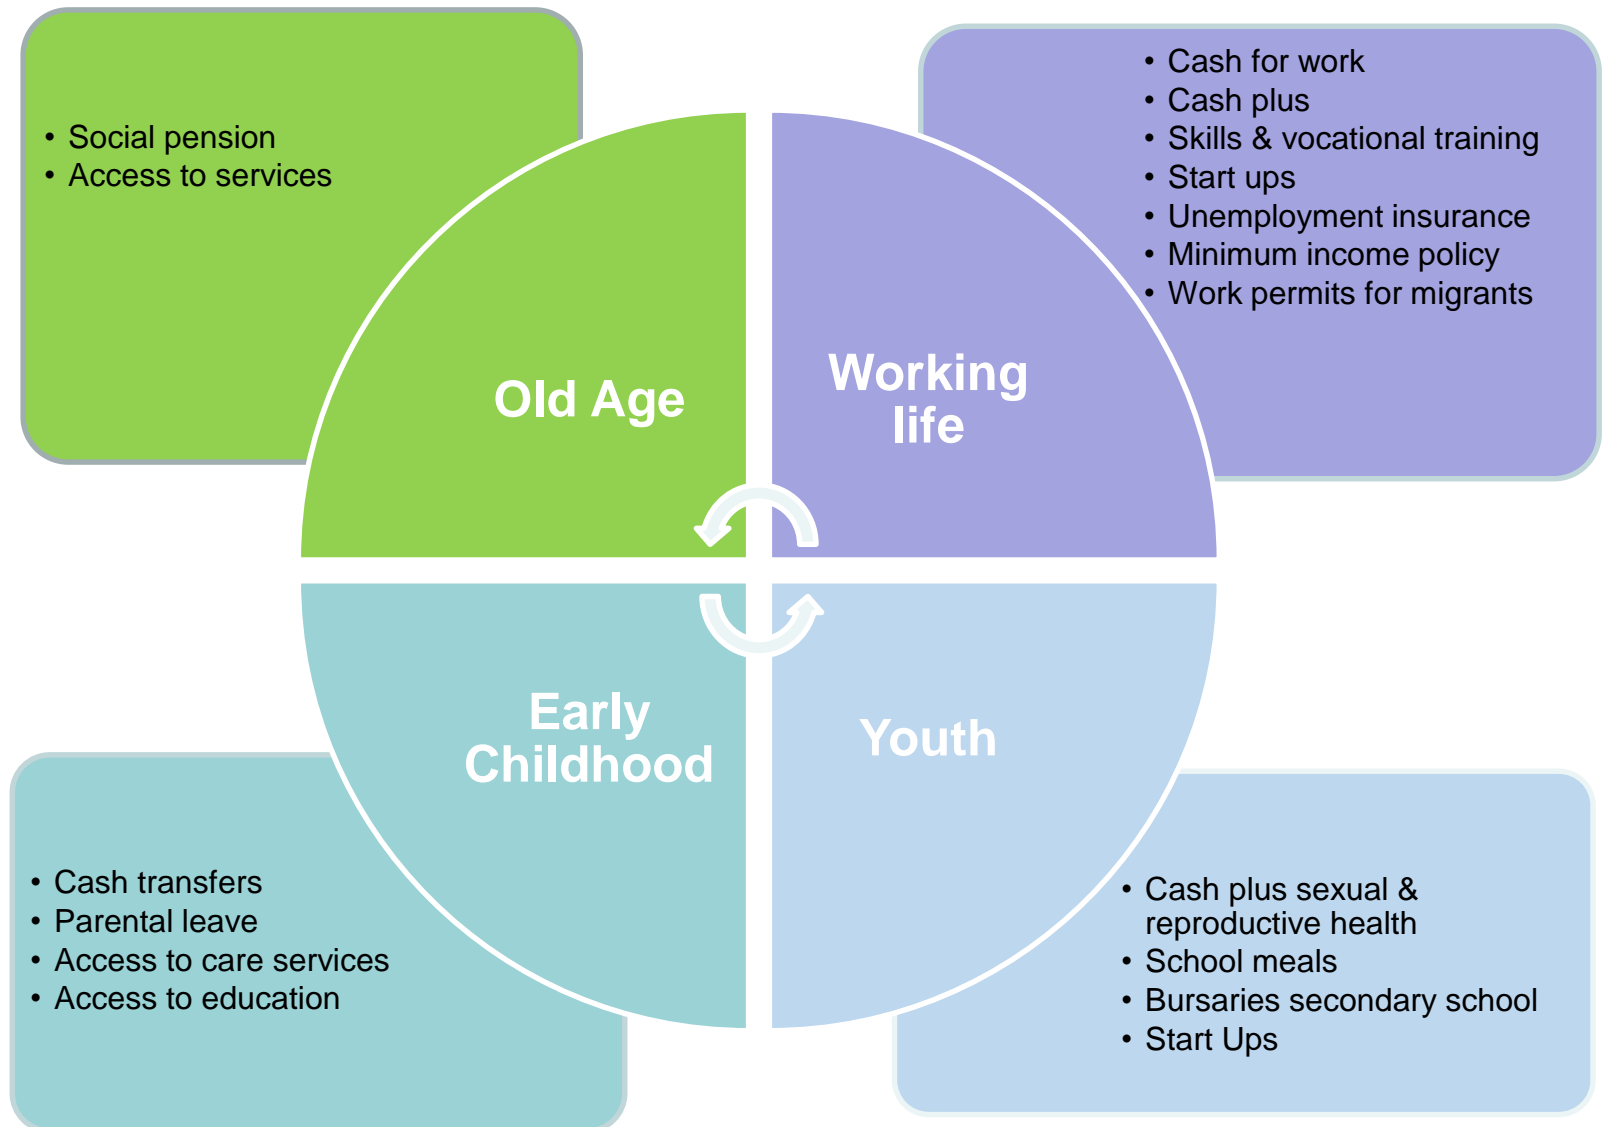 • Social pension
• Access to services
• Cash for work
• Cash plus
• Skills & vocational training
• Start ups
• Unemployment insurance
• Minimum income policy
• Work permits for migrants
Old Age
Working
life
Early
Childhood
Youth
• Cash transfers
• Parental leave
• Access to care services
• Access to education
• Cash plus sexual &
reproductive health
• School meals
• Bursaries secondary school
• Start Ups